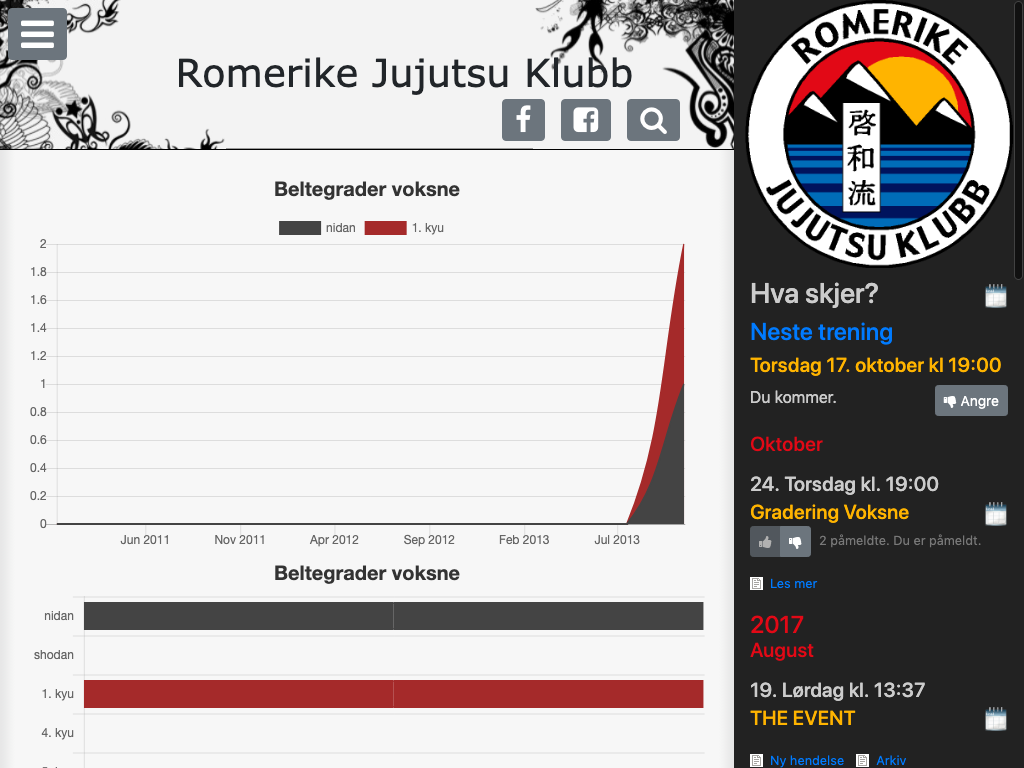 Romerike Jujutsu Klubb
Beltegrader voksne
nidan
1. kyu
2
1.8
1.6
1.4
1.2
1
0.8
0.6
0.4
0.2
0
Jun 2011
Nov 2011
Apr 2012
Sep 2012
Feb 2013
Jul 2013
Beltegrader voksne
nidan
shodan
1. kyu
4. kyu
ROMERIKE
啓和流
JUJUTSU KLUBB
Hva skjer?
Neste trening
Torsdag 17. oktober kl 19:00
Du kommer.
Angre
Oktober
24. Torsdag kl. 19:00
Gradering Voksne
2 påmeldte. Du er påmeldt.
Les mer
2017
August
19. Lørdag kl. 13:37
THE EVENT
Ny hendelse
Arkiv